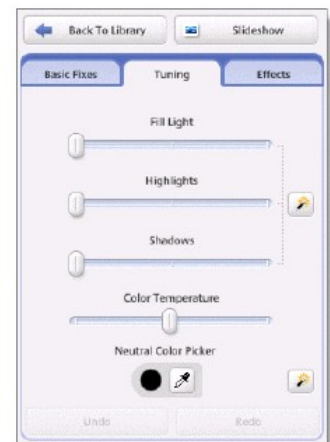 Back To Library Slideshow
Basic Fixes Tuning Effects
Fill Light
Highlights
Shadows
Color Temperature
Neutral Color Picker
Undo Redo